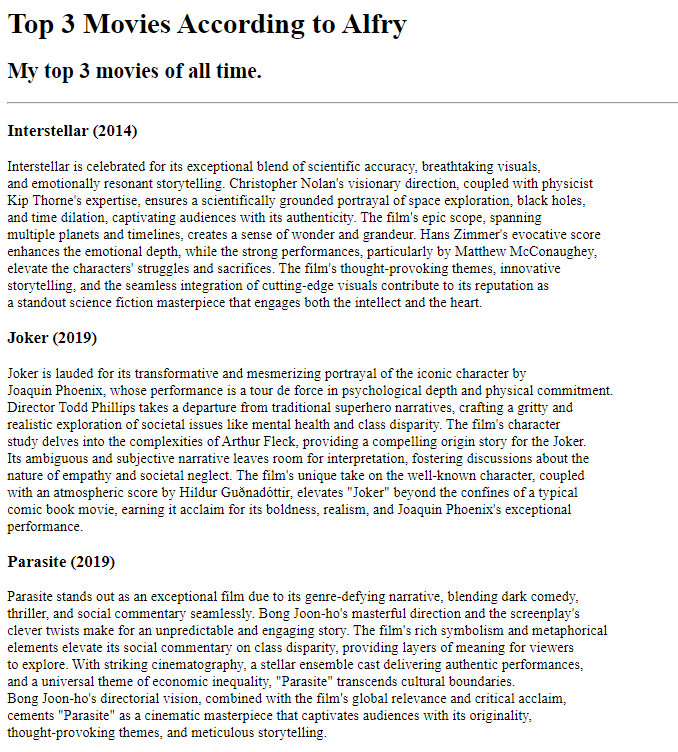 Top 3 Movies According to Alfry
My top 3 movies of all time.
Interstellar (2014)
Interstellar is celebrated for its exceptional blend of scientific accuracy, breathtaking visuals,
and emotionally resonant storytelling. Christopher Nolan's visionary direction, coupled with physicist
Kip Thorne's expertise, ensures a scientifically grounded portrayal of space exploration, black holes,
and time dilation, captivating audiences with its authenticity. The film's epic scope, spanning
multiple planets and timelines, creates a sense of wonder and grandeur. Hans Zimmer's evocative score
enhances the emotional depth, while the strong performances, particularly by Matthew McConaughey,
elevate the characters' struggles and sacrifices. The film's thought-provoking themes, innovative
storytelling, and the seamless integration of cutting-edge visuals contribute to its reputation as
a standout science fiction masterpiece that engages both the intellect and the heart.
Joker (2019)
Joker is lauded for its transformative and mesmerizing portrayal of the iconic character by
Joaquin Phoenix, whose performance is a tour de force in psychological depth and physical commitment.
Director Todd Phillips takes a departure from traditional superhero narratives, crafting a gritty and
realistic exploration of societal issues like mental health and class disparity. The film's character
study delves into the complexities of Arthur Fleck, providing a compelling origin story for the Joker.
Its ambiguous and subjective narrative leaves room for interpretation, fostering discussions about the
nature of empathy and societal neglect. The film's unique take on the well-known character, coupled
with an atmospheric score by Hildur Guðnadóttir, elevates "Joker" beyond the confines of a typical
comic book movie, earning it acclaim for its boldness, realism, and Joaquin Phoenix's exceptional
performance.
Parasite (2019)
Parasite stands out as an exceptional film due to its genre-defying narrative, blending dark comedy,
thriller, and social commentary seamlessly. Bong Joon-ho's masterful direction and the screenplay's
clever twists make for an unpredictable and engaging story. The film's rich symbolism and metaphorical
elements elevate its social commentary on class disparity, providing layers of meaning for viewers
to explore. With striking cinematography, a stellar ensemble cast delivering authentic performances,
and a universal theme of economic inequality, "Parasite" transcends cultural boundaries.
Bong Joon-ho's directorial vision, combined with the film's global relevance and critical acclaim,
cements "Parasite" as a cinematic masterpiece that captivates audiences with its originality,
thought-provoking themes, and meticulous storytelling.